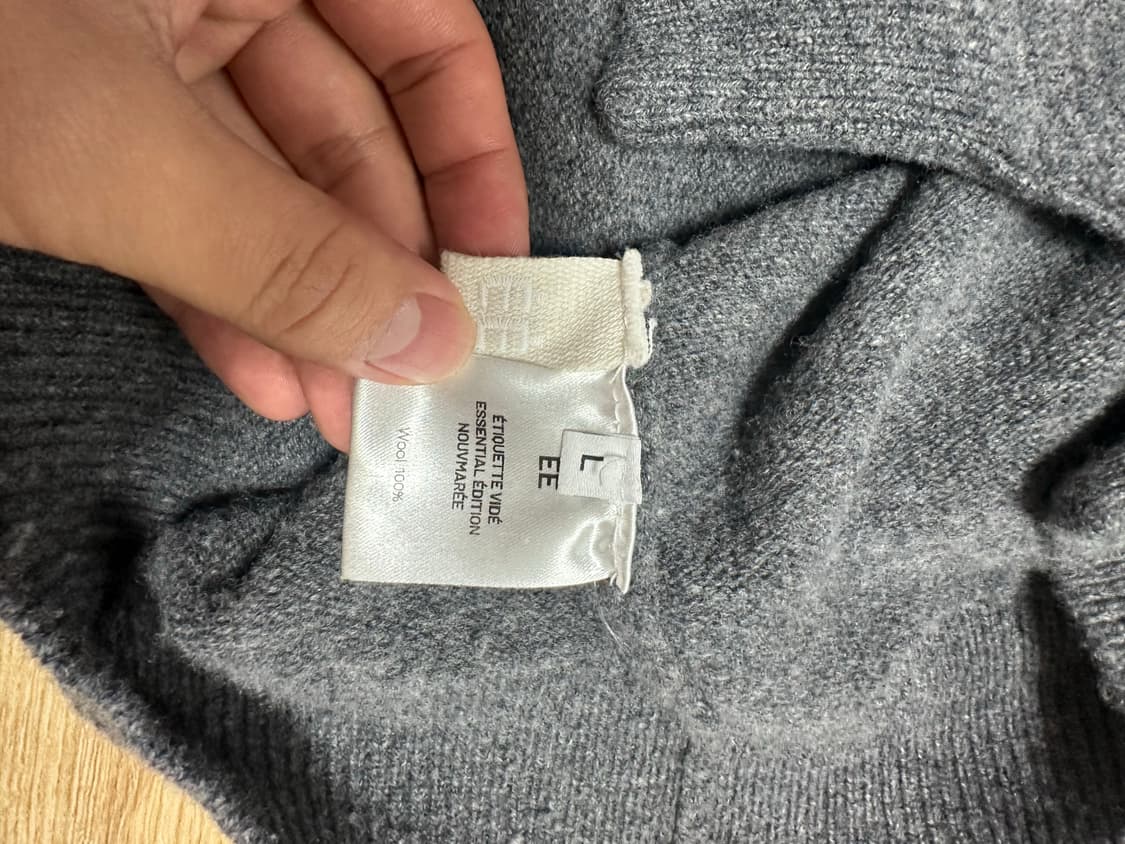 L
EE
ÉTIQUETTE VIDÉ
ESSENTIAL ÉDITION
NOUVMARÉE
Wool 100%